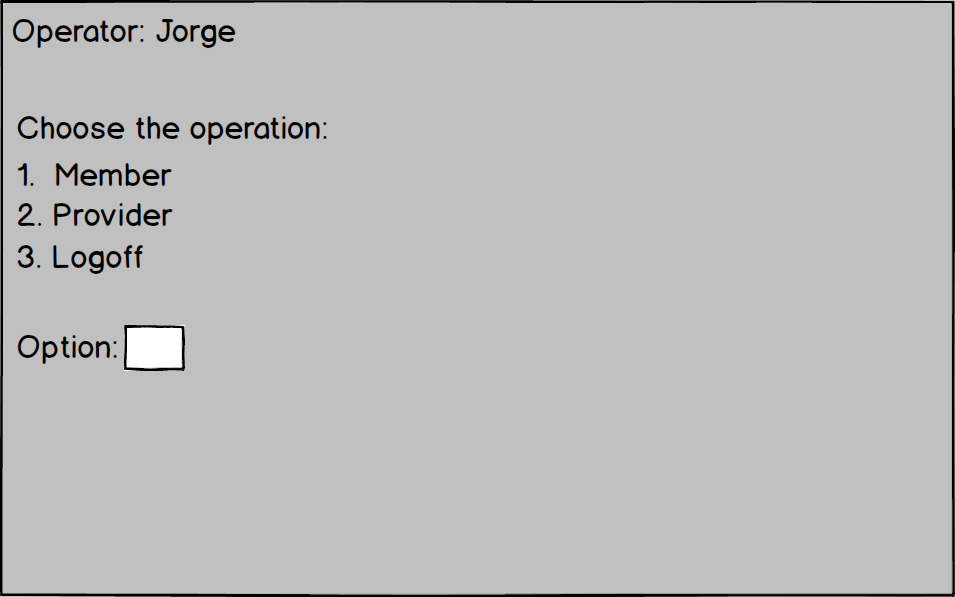 Operator: Jorge
Choose the operation:
1. Member
2. Provider
3. Logoff
Option: